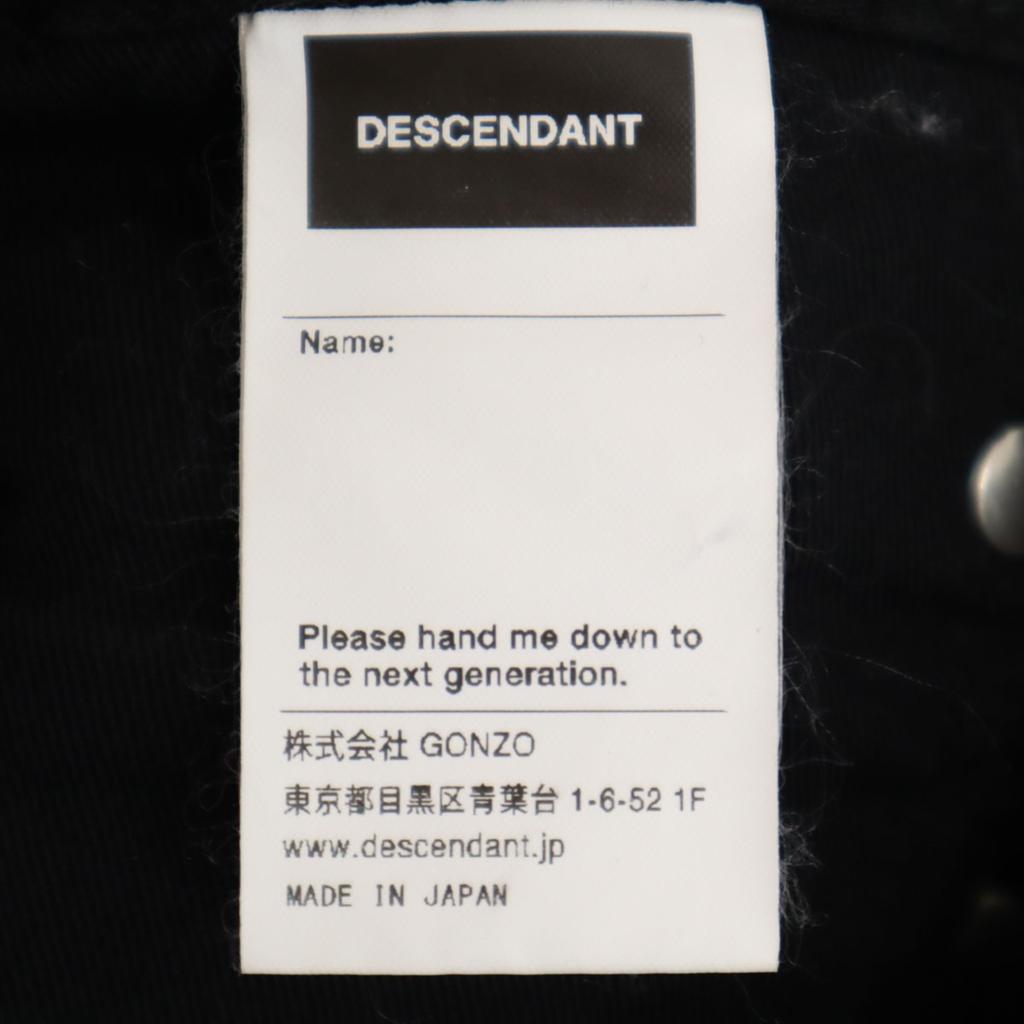 DESCENDANT
Name:
Please hand me down to
the next generation.
株式会社 GONZO
東京都目黒区青葉台 1-6-52 1F
www.descendant.jp
MADE IN JAPAN